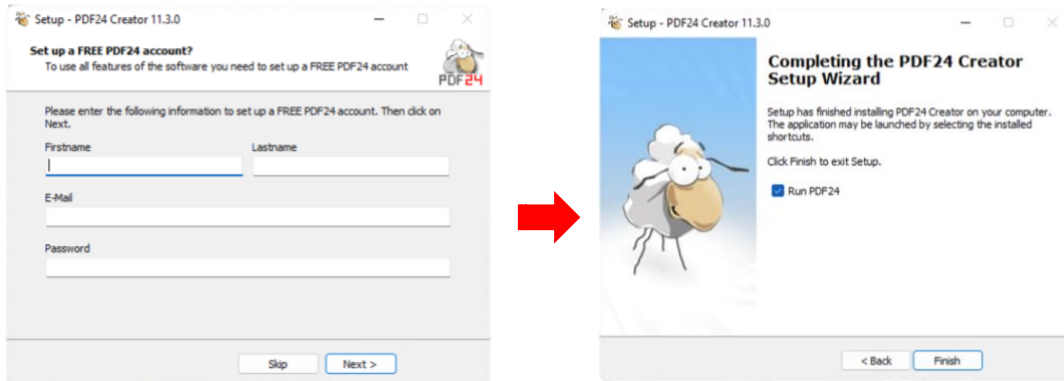 Setup - PDF24 Creator 11.3.0
Set up a FREE PDF24 account?
To use all features of the software you need to set up a FREE PDF24 account
PDF24
Please enter the following information to set up a FREE PDF24 account. Then click on
Next.
Firstname
Lastname
E-Mail
Password
Skip
Next >
Setup - PDF24 Creator 11.3.0
Completing the PDF24 Creator
Setup Wizard
Setup has finished installing PDF24 Creator on your computer.
The application may be launched by selecting the installed
shortcuts.
Click Finish to exit Setup.
Run PDF24
< Back
Finish